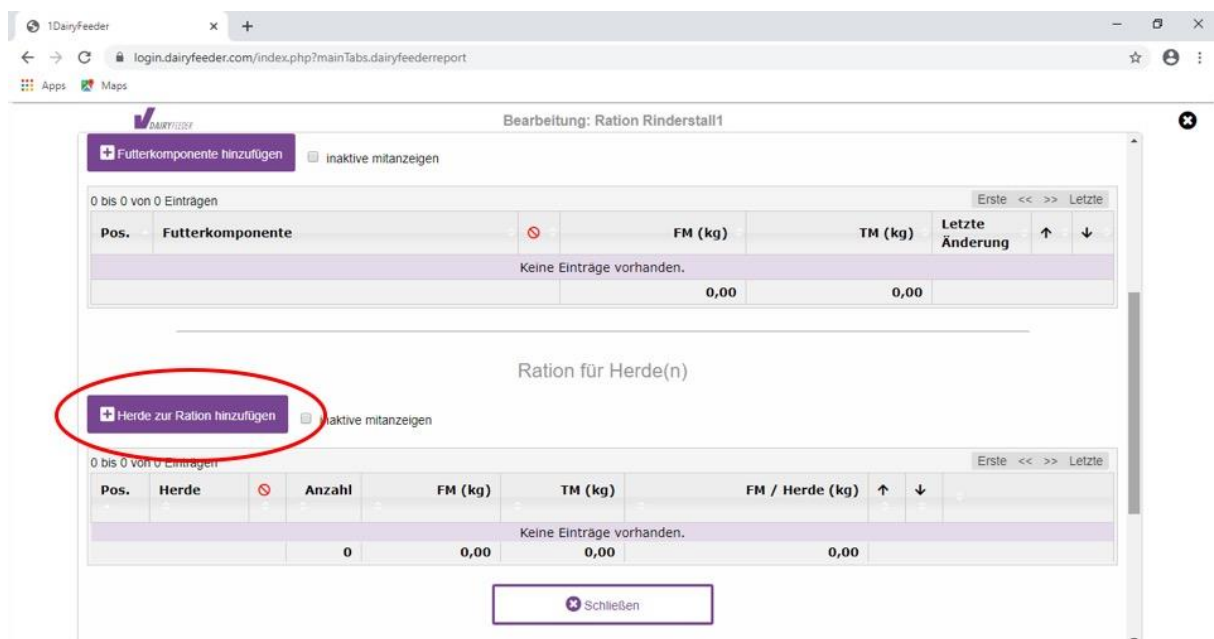 1DairyFeeder
login.dairyfeeder.com/index.php?mainTabs.dairyfeederreport
Apps Maps
DAIRYFEEDER Bearbeitung: Ration Rinderstall1
Futterkomponente hinzufügen inaktive mitanzeigen
0 bis 0 von 0 Einträgen Erste << >> Letzte
Pos. Futterkomponente FM (kg) TM (kg) Letzte Änderung
Keine Einträge vorhanden.
0,00 0,00
Ration für Herde(n)
Herde zur Ration hinzufügen inaktive mitanzeigen
0 bis 0 von 0 Einträgen Erste << >> Letzte
Pos. Herde Anzahl FM (kg) TM (kg) FM / Herde (kg)
Keine Einträge vorhanden.
0 0,00 0,00 0,00
Schließen